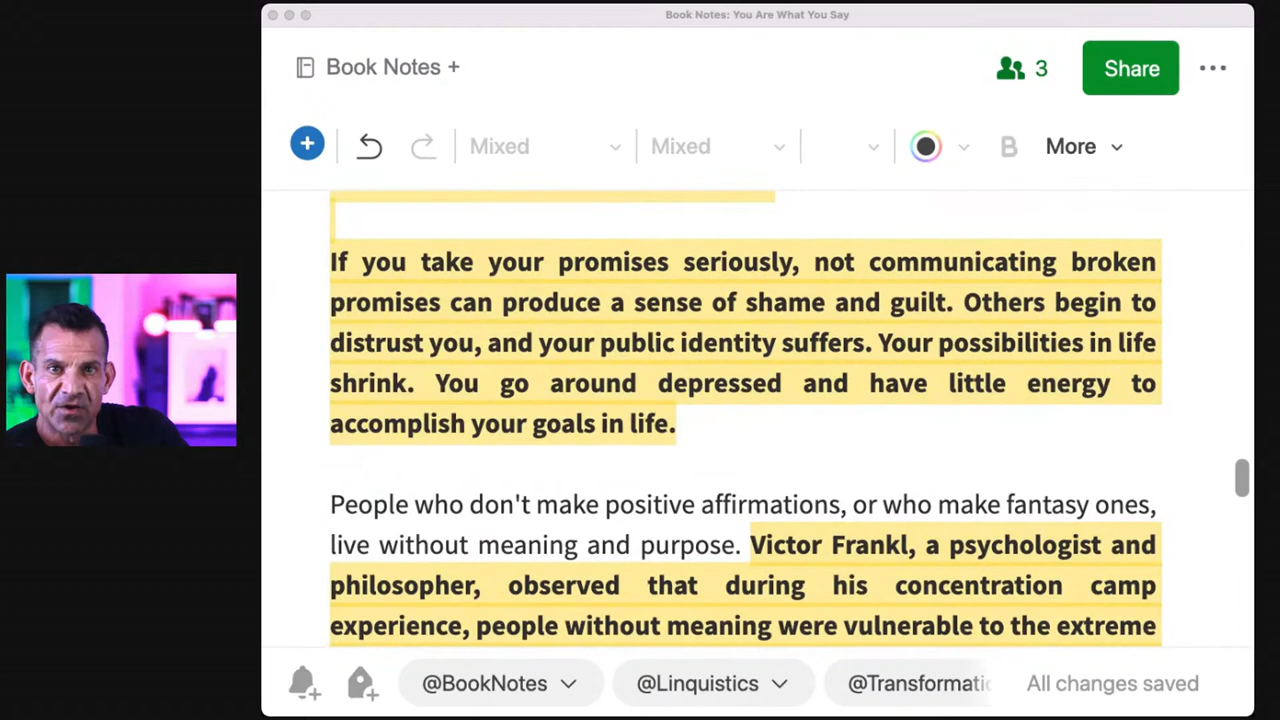 Book Notes: You Are What You Say
Book Notes +
3
Share
Mixed
Mixed
B
More
If you take your promises seriously, not communicating broken
promises can produce a sense of shame and guilt. Others begin to
distrust you, and your public identity suffers. Your possibilities in life
shrink. You go around depressed and have little energy to
accomplish your goals in life.
People who don't make positive affirmations, or who make fantasy ones,
live without meaning and purpose. Victor Frankl, a psychologist and
philosopher, observed that during his concentration camp
experience, people without meaning were vulnerable to the extreme
@BookNotes
@Linquistics
@Transformatic
All changes saved